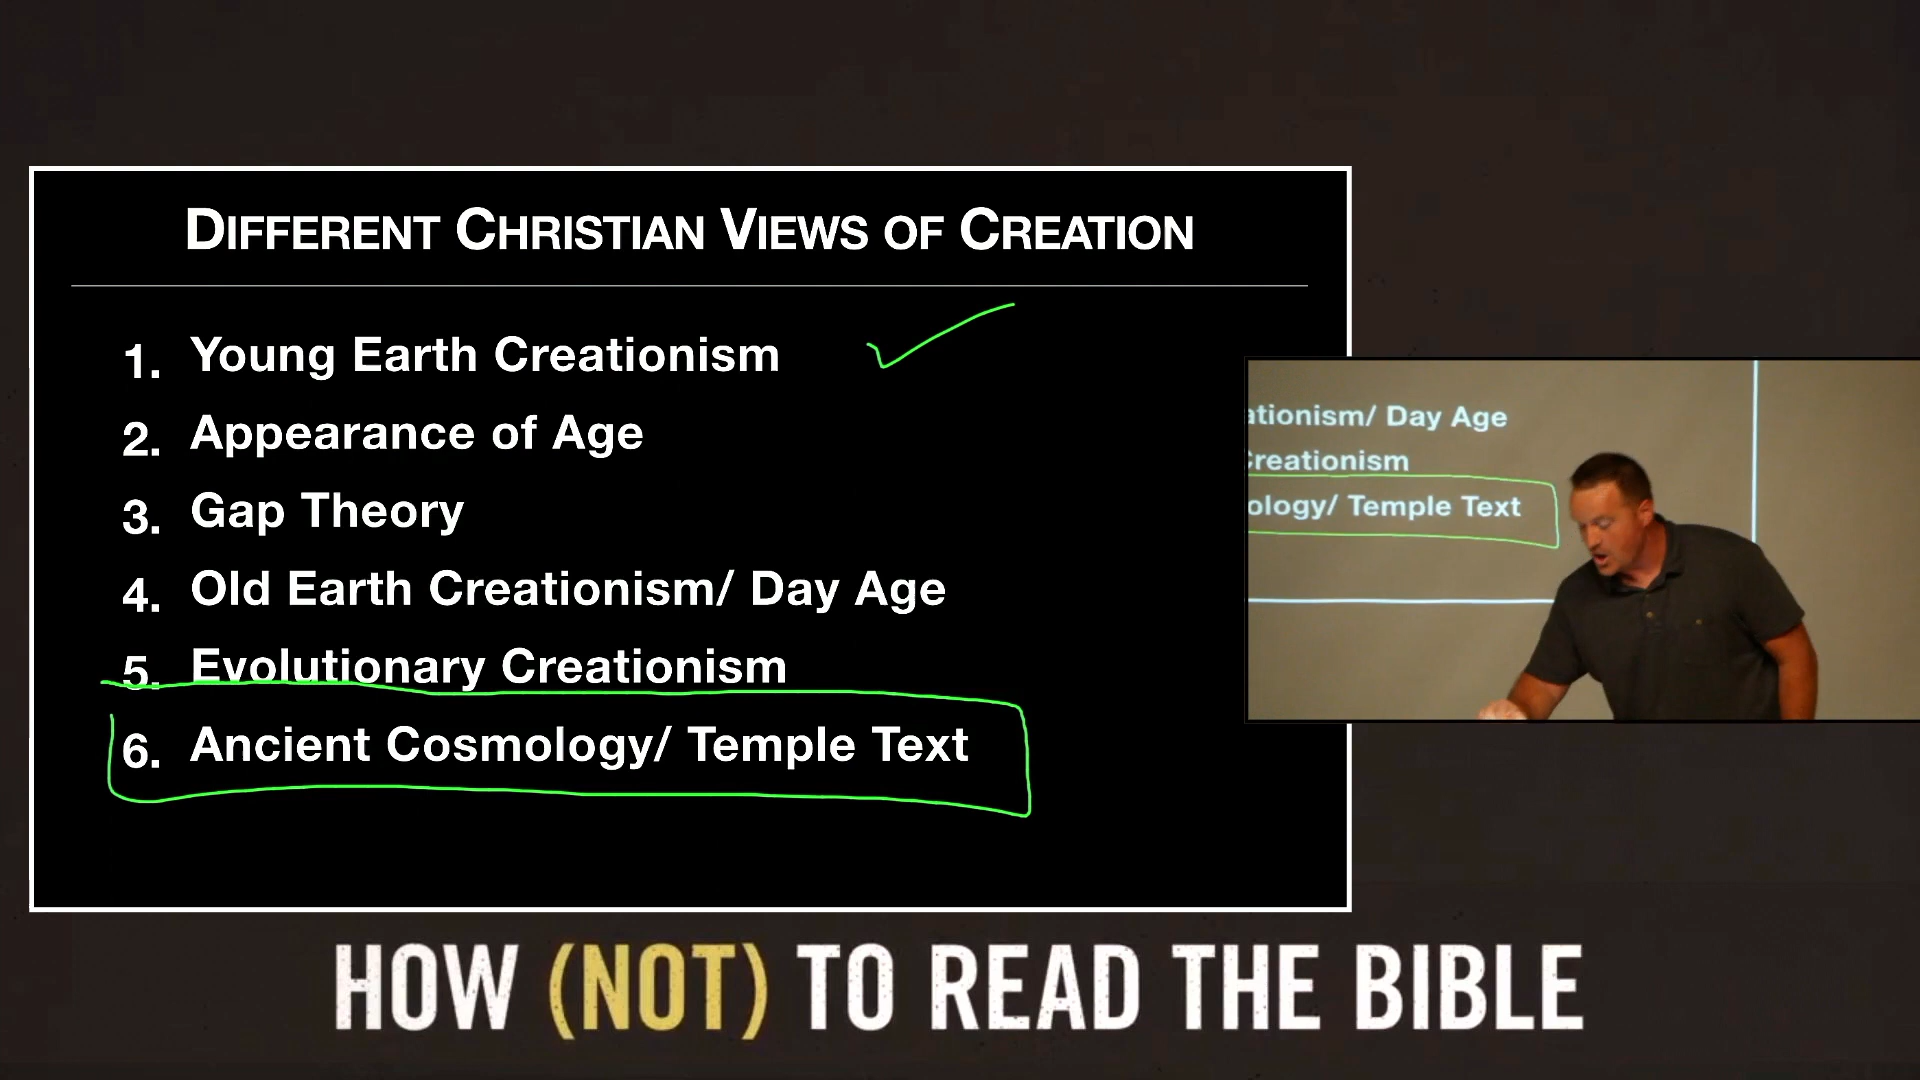 DIFFERENT CHRISTIAN VIEWS OF CREATION
1. Young Earth Creationism
2. Appearance of Age
3. Gap Theory
4. Old Earth Creationism/ Day Age
5. Evolutionary Creationism
6. Ancient Cosmology/ Temple Text
ationism/ Day Age
Creationism
ology/ Temple Text
HOW (NOT) TO READ THE BIBLE